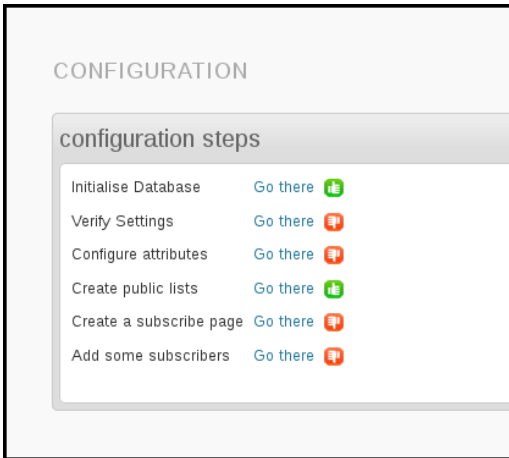 CONFIGURATION
configuration steps
Initialise Database Go there
Verify Settings Go there
Configure attributes Go there
Create public lists Go there
Create a subscribe page Go there
Add some subscribers Go there